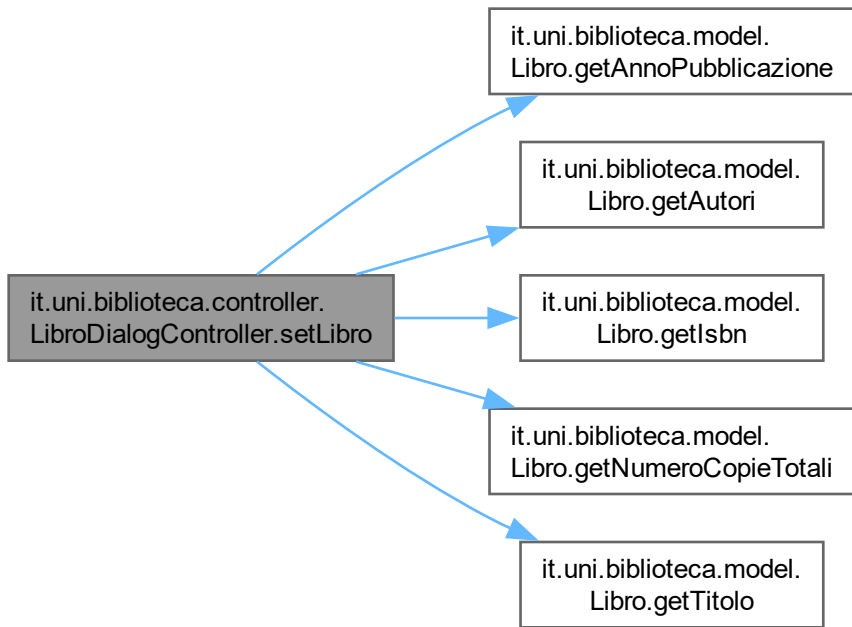 it.uni.biblioteca.model.
Libro.getAnnoPubblicazione
it.uni.biblioteca.model.
Libro.getAutori
it.uni.biblioteca.controller.
LibroDialogController.setLibro
it.uni.biblioteca.model.
Libro.getIsbn
it.uni.biblioteca.model.
Libro.getNumeroCopieTotali
it.uni.biblioteca.model.
Libro.getTitolo